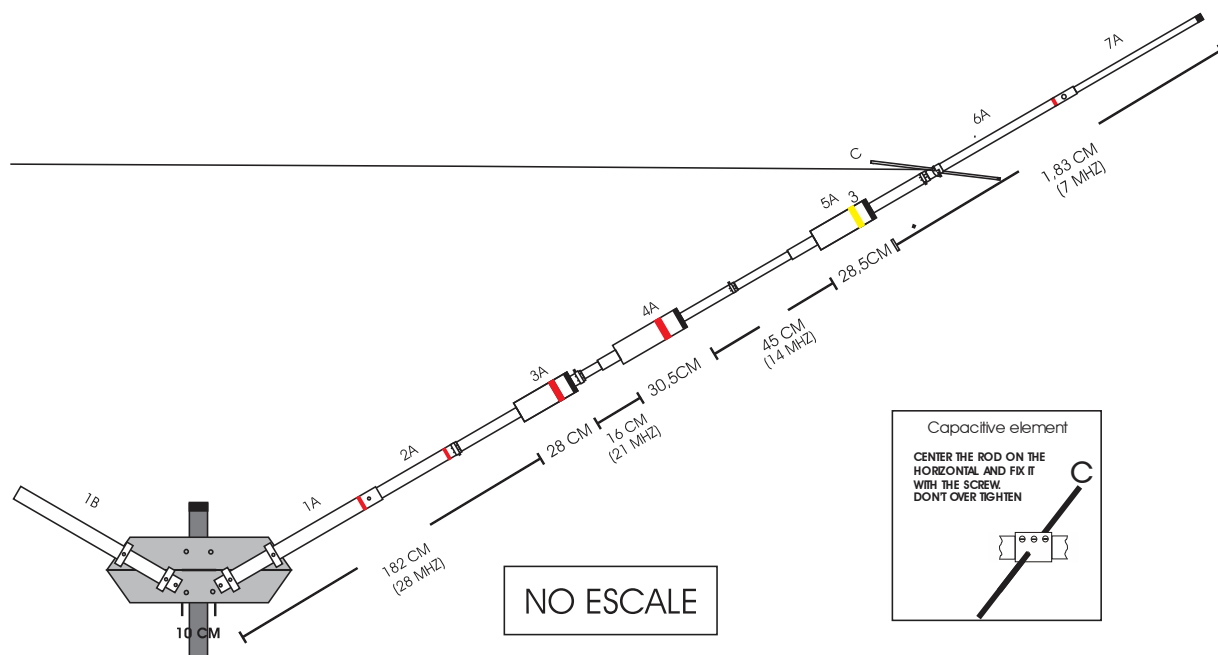 7A
6A
C
1,83 CM
(7 MHZ)
5A
3
28,5CM
4A
45 CM
(14 MHZ)
3A
30,5CM
16 CM
(21 MHZ)
2A
28 CM
1A
1B
182 CM
(28 MHZ)
10 CM
NO ESCALE
Capacitive element
CENTER THE ROD ON THE
HORIZONTAL AND FIX IT
WITH THE SCREW.
DON'T OVER TIGHTEN
C